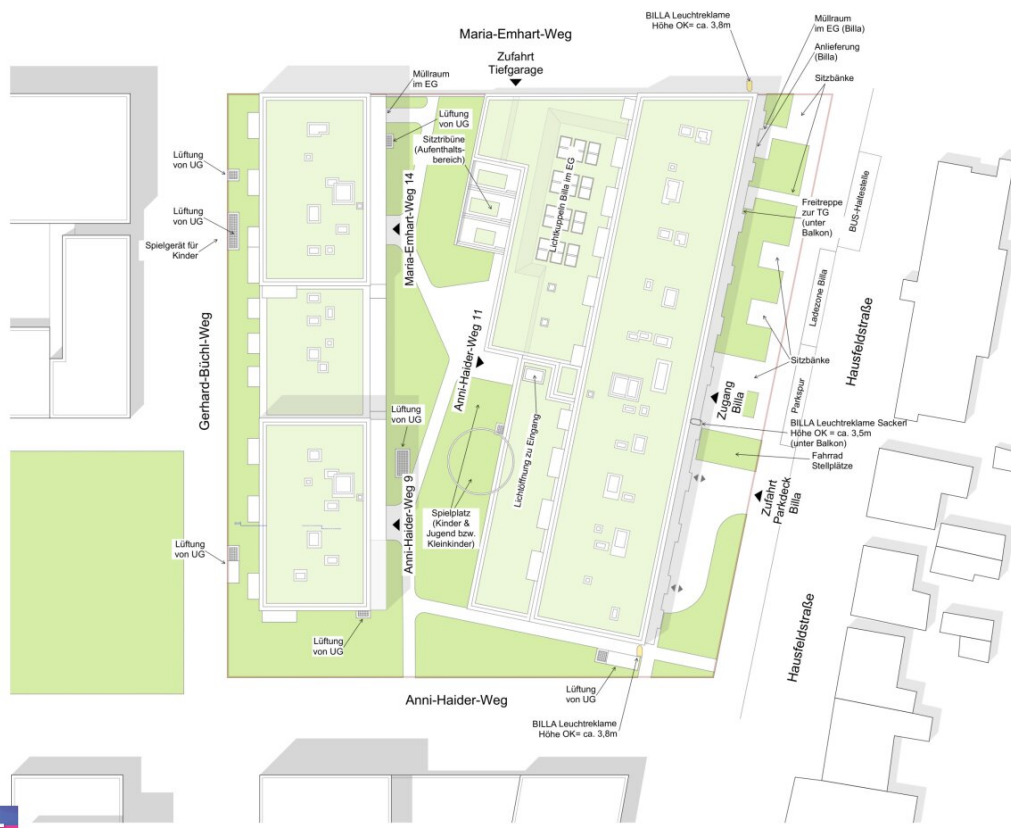 BILLA Leuchtreklame
Höhe OK= ca. 3,8m
Müllraum
im EG (Billa)
Anlieferung
(Billa)
Sitzbänke
Maria-Emhart-Weg
Zufahrt
Tiefgarage
Müllraum
im EG
Lüftung
von UG
Sitztribüne
(Aufenthalts-
bereich)
Lüftung
von UG
Lüftung
von UG
Spielgerät für
Kinder
Maria-Emhart-Weg 14
Lichtkuppeln Billa im EG
Freitreppe
zur TG
(unter
Balkon)
BUS-Haltestelle
Ladezone Billa
Hausfeldstraße
Gerhard-Büchl-Weg
Anni-Haider-Weg 11
Sitzbänke
Parkspur
Zugang
Billa
BILLA Leuchtreklame Sackerl
Höhe OK = ca. 3,5m
(unter Balkon)
Fahrrad
Stellplätze
Lüftung
von UG
Lichtöffnung zu Eingang
Zufahrt
Parkdeck
Billa
Anni-Haider-Weg 9
Spielplatz
(Kinder &
Jugend bzw.
Kleinkinder)
Lüftung
von UG
Lüftung
von UG
Hausfeldstraße
Anni-Haider-Weg
Lüftung
von UG
BILLA Leuchtreklame
Höhe OK= ca. 3,8m